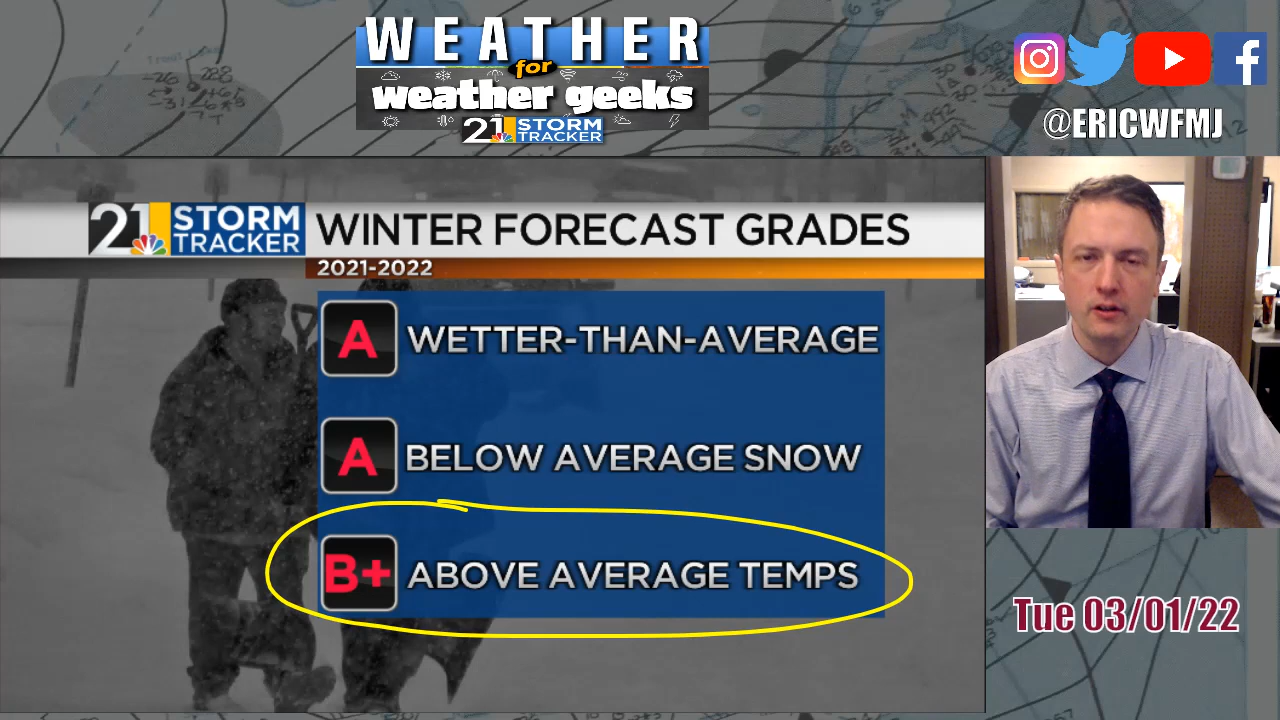 WEATHER
for
weather geeks
21 STORM
TRACKER
@ERICWFMJ
21 STORM
TRACKER
WINTER FORECAST GRADES
2021-2022
A WETTER-THAN-AVERAGE
A BELOW AVERAGE SNOW
B+ ABOVE AVERAGE TEMPS
Tue 03/01/22